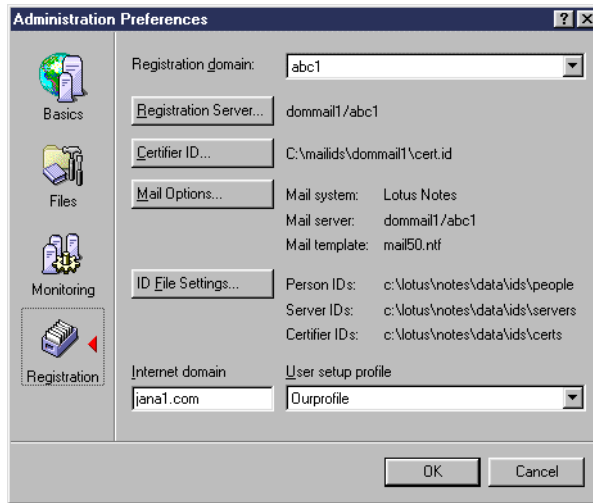 Administration Preferences
Basics
Files
Monitoring
Registration
Registration domain:
abc1
Registration Server... dommail1/abc1
Certifier ID... C:\mailids\dommail1\cert.id
Mail Options... Mail system: Lotus Notes
Mail server: dommail1/abc1
Mail template: mail50.ntf
ID File Settings... Person IDs: c:\lotus\notes\data\ids\people
Server IDs: c:\lotus\notes\data\ids\servers
Certifier IDs: c:\lotus\notes\data\ids\certs
Internet domain User setup profile
jana1.com Ourprofile
OK Cancel